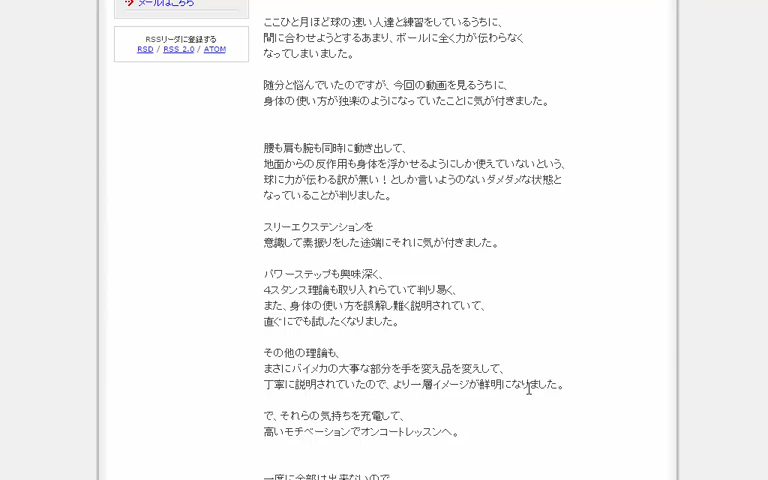 メールはこちら
RSSリーダに登録する
RSD / RSS 2.0 / ATOM
ここひと月ほど球の速い人達と練習をしているうちに、
間に合わせようとするあまり、ボールに全く力が伝わらなく
なってしまいました。
随分と悩んでいたのですが、今回の動画を見るうちに、
身体の使い方が独楽のようになっていたことに気が付きました。
腰も肩も腕も同時に動き出して、
地面からの反作用も身体を浮かせるようにしか使えていないという、
球に力が伝わる訳が無い！としか言いようのないダメダメな状態と
なっていることが判りました。
スリーエクステンションを
意識して素振りをした途端にそれに気が付きました。
パワーステップも興味深く、
4スタンス理論も取り入れらていて判り易く、
また、身体の使い方を誤解し難く説明されていて、
直ぐにでも試したくなりました。
その他の理論も、
まさにバイメカの大事な部分を手を変え品を変えして、
丁寧に説明されていたので、より一層イメージが鮮明になりました。
で、それらの気持ちを充電して、
高いモチベーションでオンコートレッスンへ。
一度に全部は出来ないので